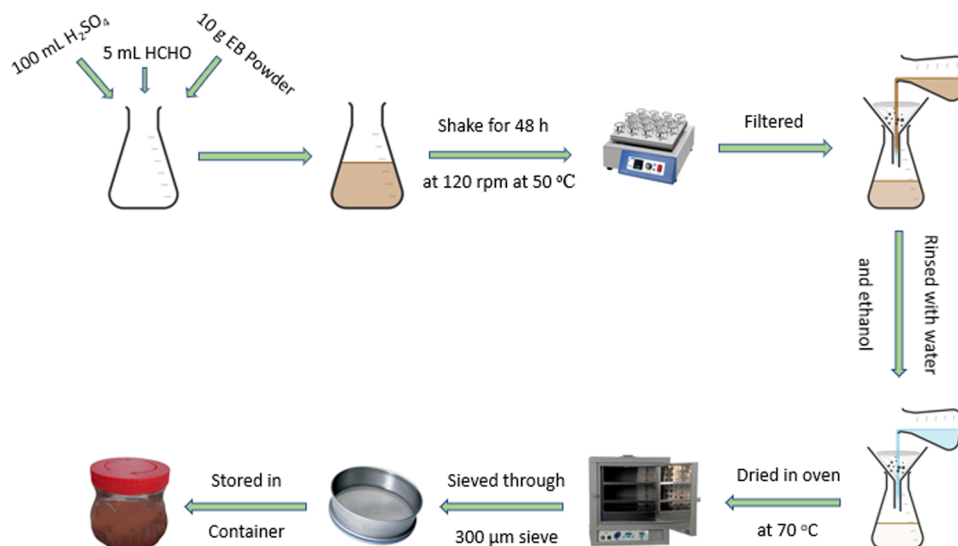 100 mL H₂SO₄
5 mL HCHO
10 g EB Powder
Shake for 48 h
at 120 rpm at 50 °C
Filtered
Rinsed with water
and ethanol
Dried in oven
at 70 °C
Sieved through
300 µm sieve
Stored in
Container